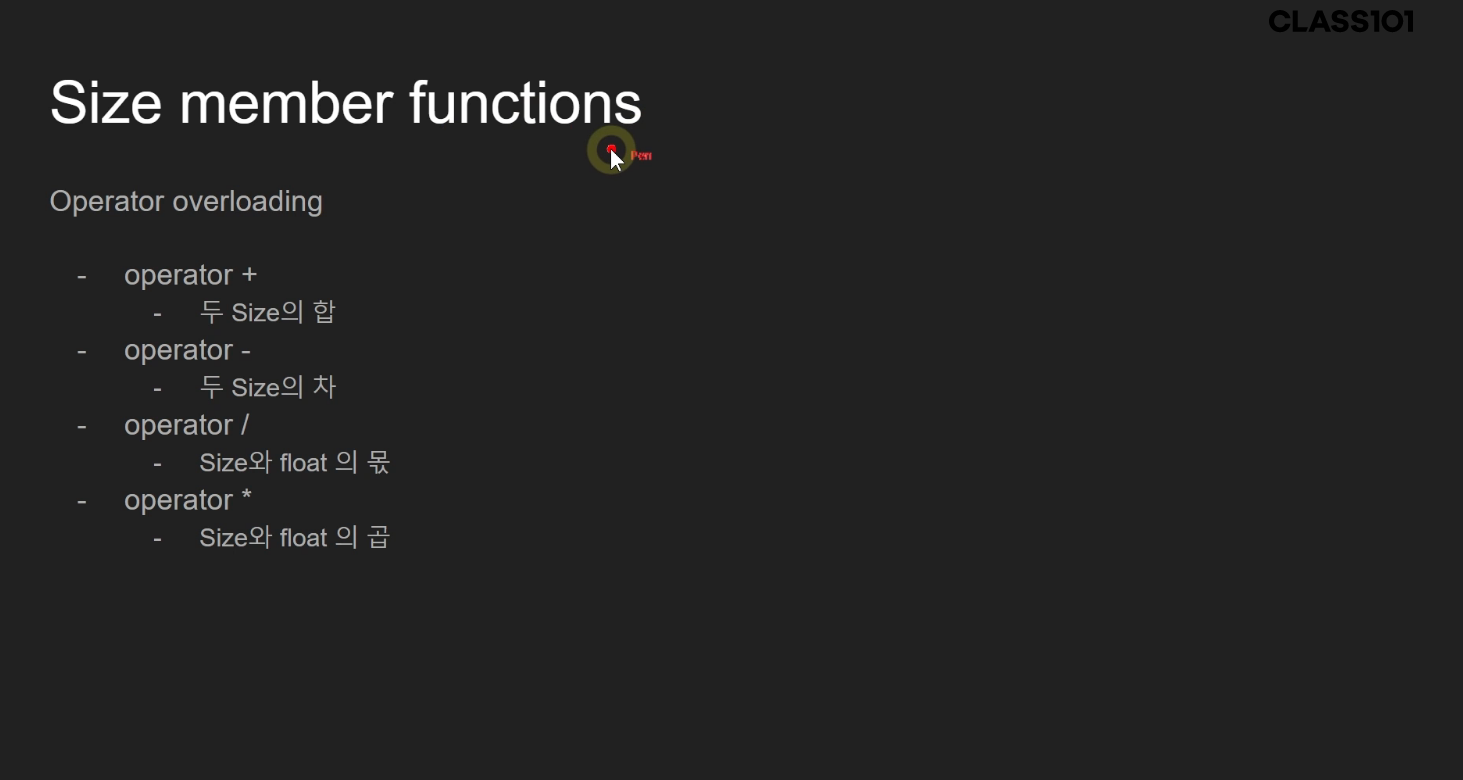 CLASS101
Size member functions
Pen
Operator overloading
- operator +
- 두 Size의 합
- operator -
- 두 Size의 차
- operator /
- Size와 float 의 몫
- operator *
- Size와 float 의 곱